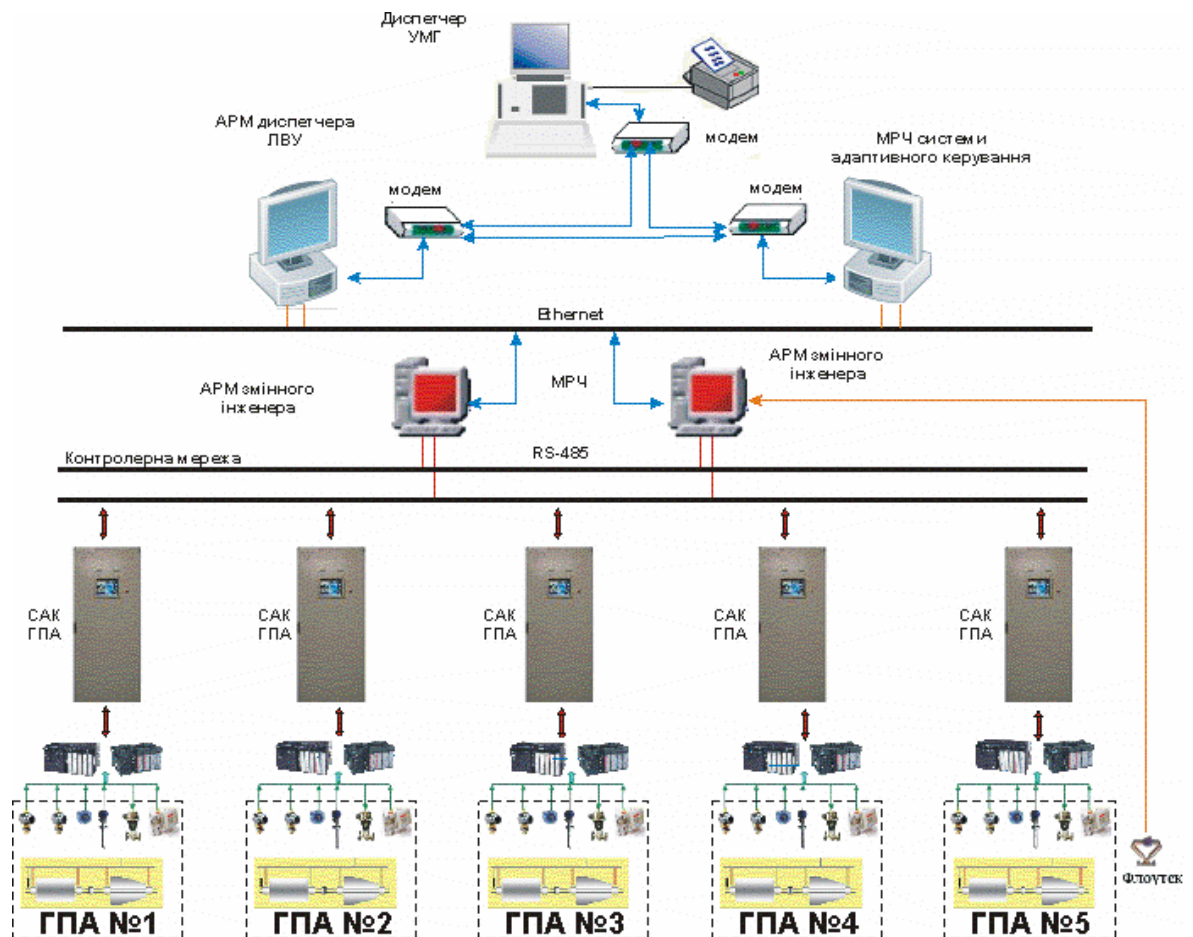 Диспетчер
УМГ
АРМ диспетчера
ЛВУ
модем
МРЧ системи
адаптивного керування
модем
модем
Ethernet
АРМ змінного
інженера
МРЧ
АРМ змінного
інженера
Контролерна мережа
RS-485
САК
ГПА
САК
ГПА
САК
ГПА
САК
ГПА
САК
ГПА
Флоутек
ГПА №1
ГПА №2
ГПА №3
ГПА №4
ГПА №5